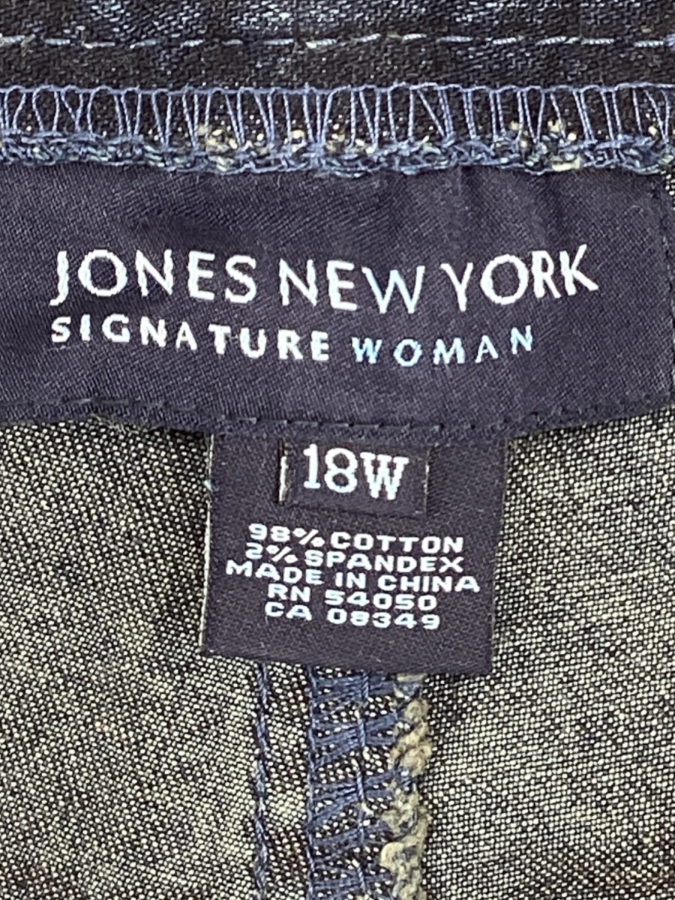 JONES NEW YORK
SIGNATURE WOMAN
18W
98% COTTON
2% SPANDEX
MADE IN CHINA
RN 54050
CA 08349